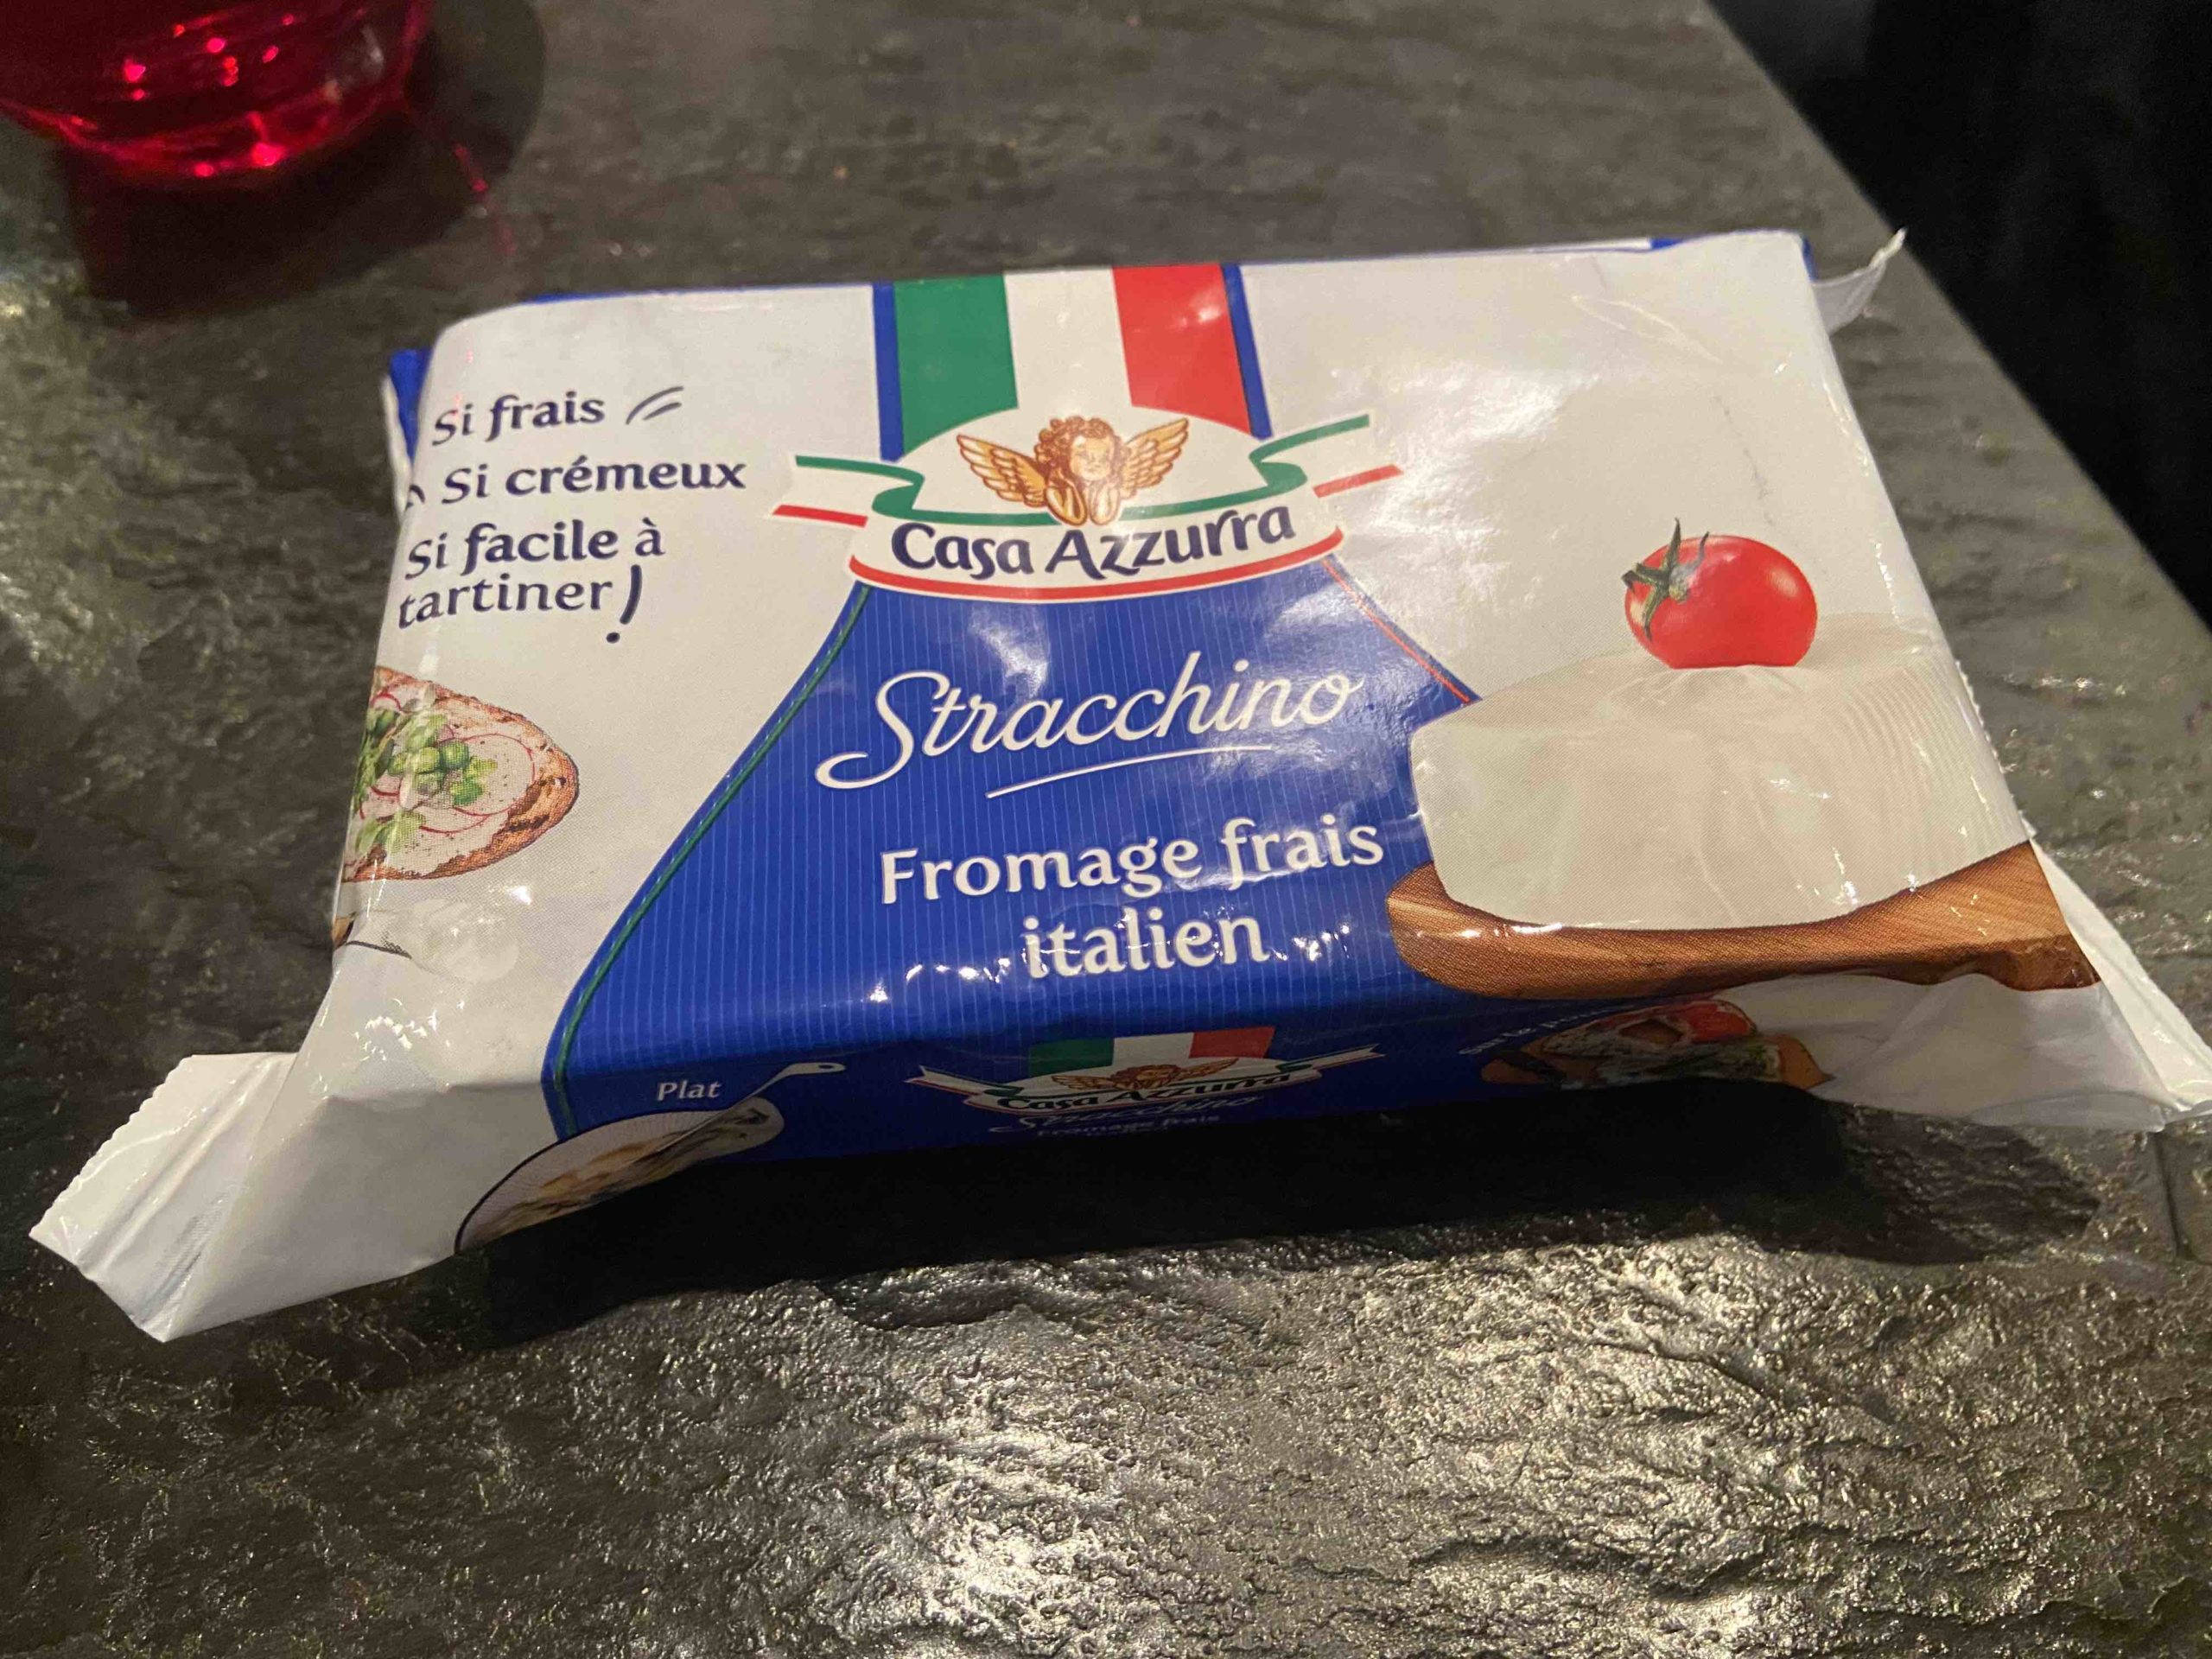 Si frais
Si crémeux
Si facile à
tartiner !
Casa Azzurra
Stracchino
Fromage frais
italien
Plat
Casa Azzurra
Stracchino
Fromage frais